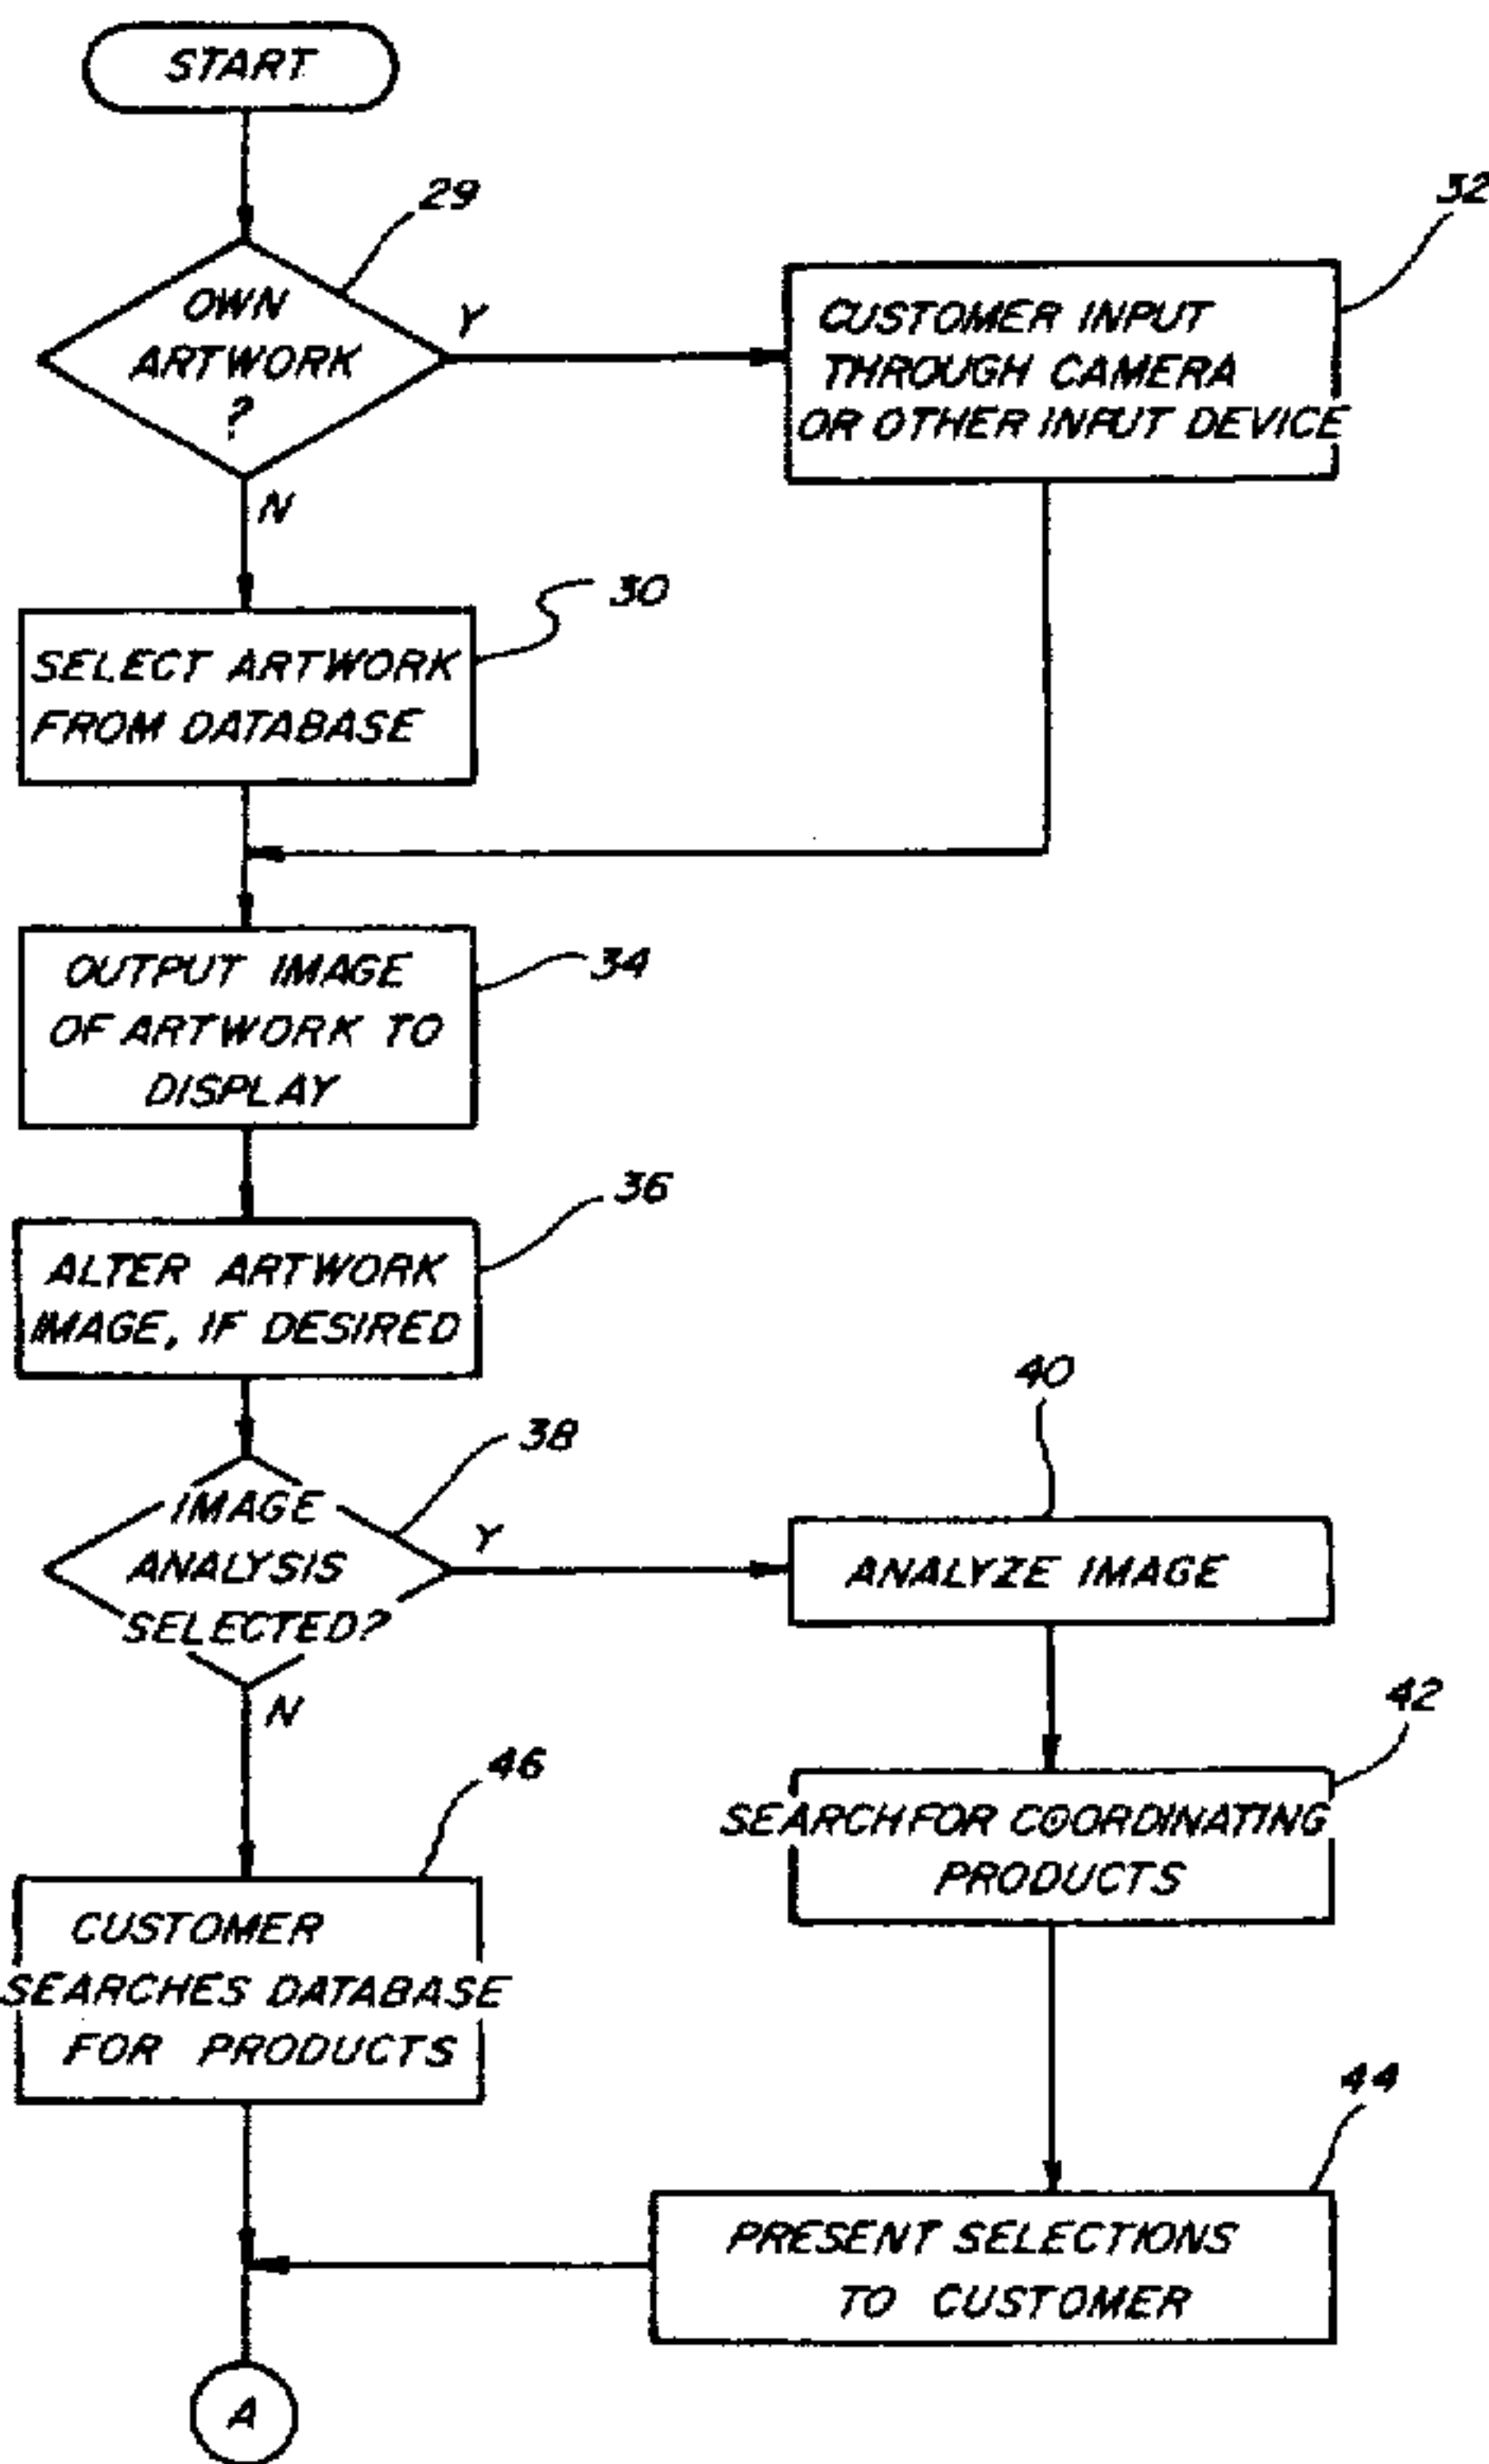 START
29
OWN
ARTWORK
?
Y
N
32
CUSTOMER INPUT
THROUGH CAMERA
OR OTHER INPUT DEVICE
30
SELECT ARTWORK
FROM DATABASE
34
OUTPUT IMAGE
OF ARTWORK TO
DISPLAY
36
ALTER ARTWORK
IMAGE, IF DESIRED
38
IMAGE
ANALYSIS
SELECTED?
Y
N
40
ANALYZE IMAGE
42
SEARCH FOR COORDINATING
PRODUCTS
46
CUSTOMER
SEARCHES DATABASE
FOR PRODUCTS
44
PRESENT SELECTIONS
TO CUSTOMER
A